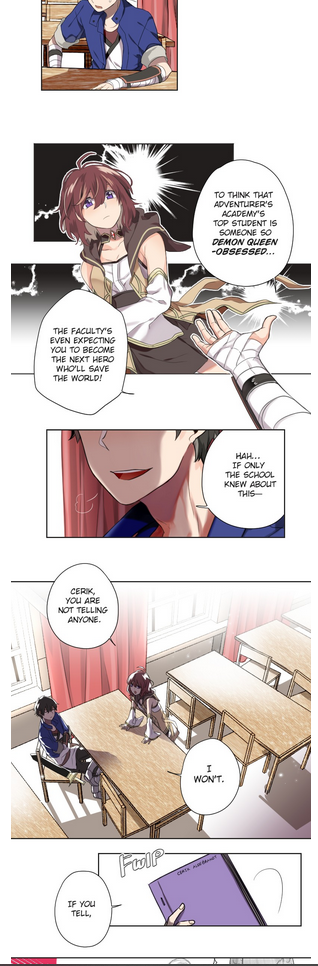 TO THINK THAT
ADVENTURER'S
ACADEMY'S
TOP STUDENT IS
SOMEONE SO
DEMON QUEEN
-OBSESSED...
THE FACULTY'S
EVEN EXPECTING
YOU TO BECOME
THE NEXT HERO
WHO'LL SAVE
THE WORLD!
HAH...
IF ONLY
THE SCHOOL
KNEW ABOUT
THIS—
CERIK,
YOU ARE
NOT TELLING
ANYONE.
I
WON'T.
FWIP
IF YOU
TELL,